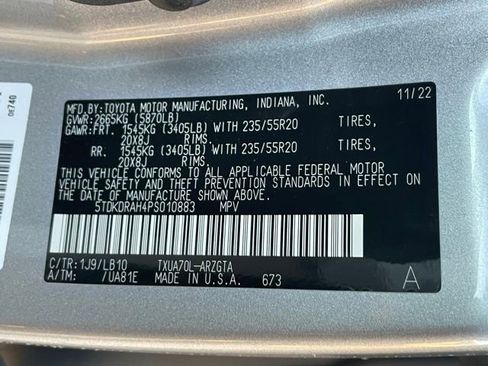 DE740
MFD.BY:TOYOTA MOTOR MANUFACTURING, INDIANA, INC. 11/22
GVWR:2665KG (5870LB)
GAWR:FRT. 1545KG (3405LB) WITH 235/55R20 TIRES,
20X8J RIMS.
RR. 1545KG (3405LB) WITH 235/55R20 TIRES,
20X8J RIMS.
THIS VEHICLE CONFORMS TO ALL APPLICABLE FEDERAL MOTOR
VEHICLE SAFETY AND THEFT PREVENTION STANDARDS IN EFFECT ON
THE DATE OF MANUFACTURE SHOWN ABOVE.
5TDKDRAH4PS010883 MPV
C/TR:1J9/LB10 TXUA70L-ARZGTA
A/TM: /UA81E MADE IN U.S.A. 673 A